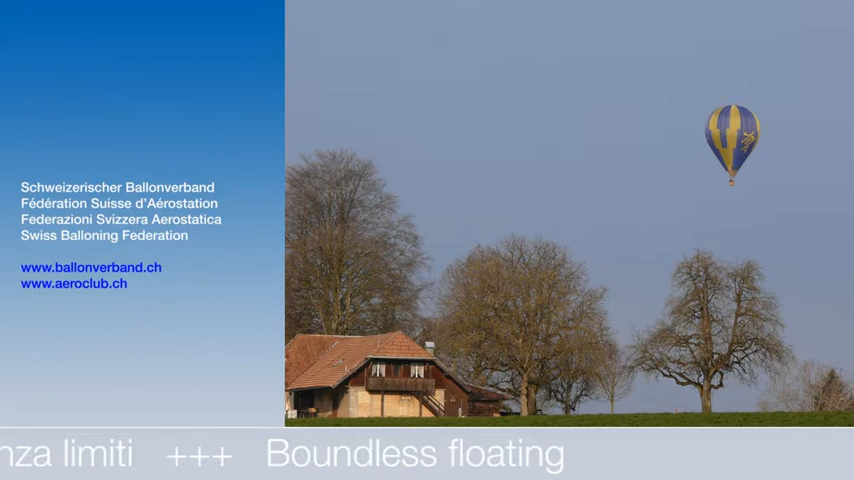 Schweizerischer Ballonverband
Fédération Suisse d'Aérostation
Federazioni Svizzera Aerostatica
Swiss Ballooning Federation
www.ballonverband.ch
www.aeroclub.ch
nza limiti +++ Boundless floating